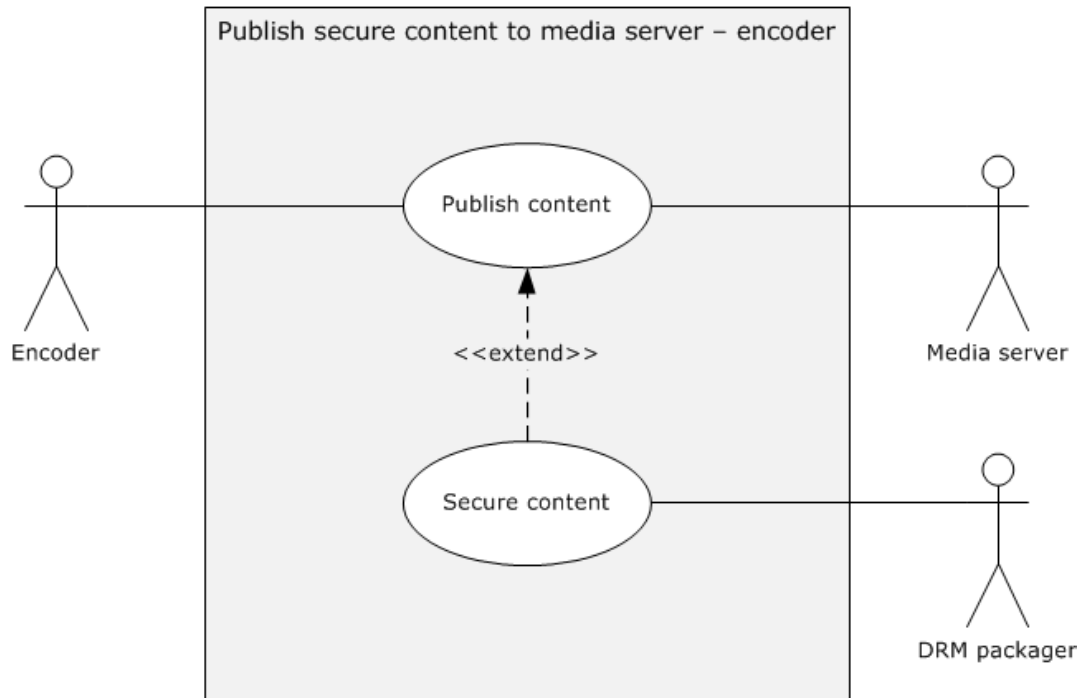 Publish secure content to media server – encoder
Publish content
Encoder
<<extend>>
Media server
Secure content
DRM packager